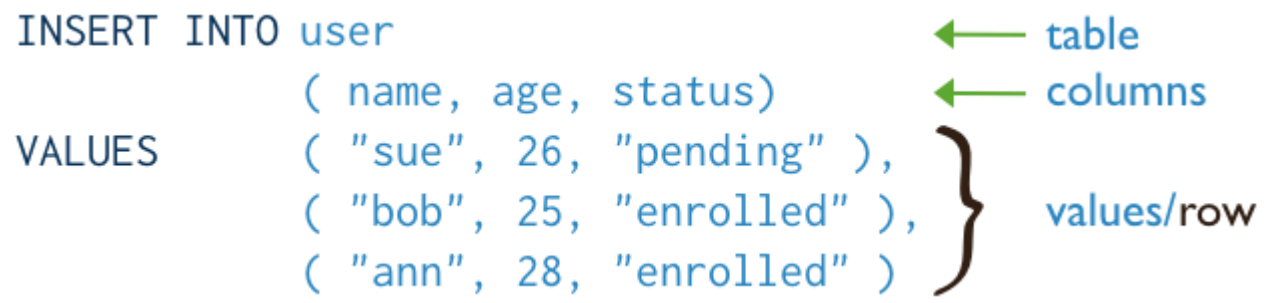 INSERT INTO user ← table
( name, age, status) ← columns
VALUES ( "sue", 26, "pending" ),
( "bob", 25, "enrolled" ), values/row
( "ann", 28, "enrolled" )